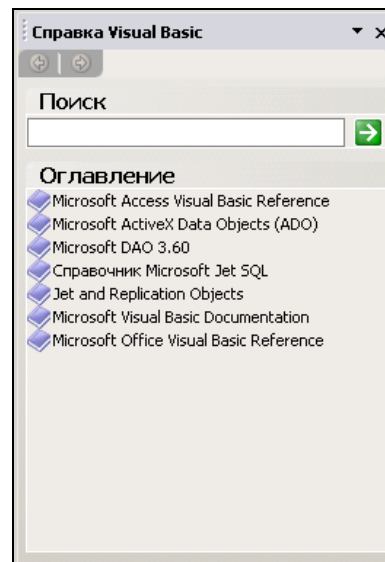 Справка Visual Basic
Поиск
Оглавление
Microsoft Access Visual Basic Reference
Microsoft ActiveX Data Objects (ADO)
Microsoft DAO 3.60
Справочник Microsoft Jet SQL
Jet and Replication Objects
Microsoft Visual Basic Documentation
Microsoft Office Visual Basic Reference